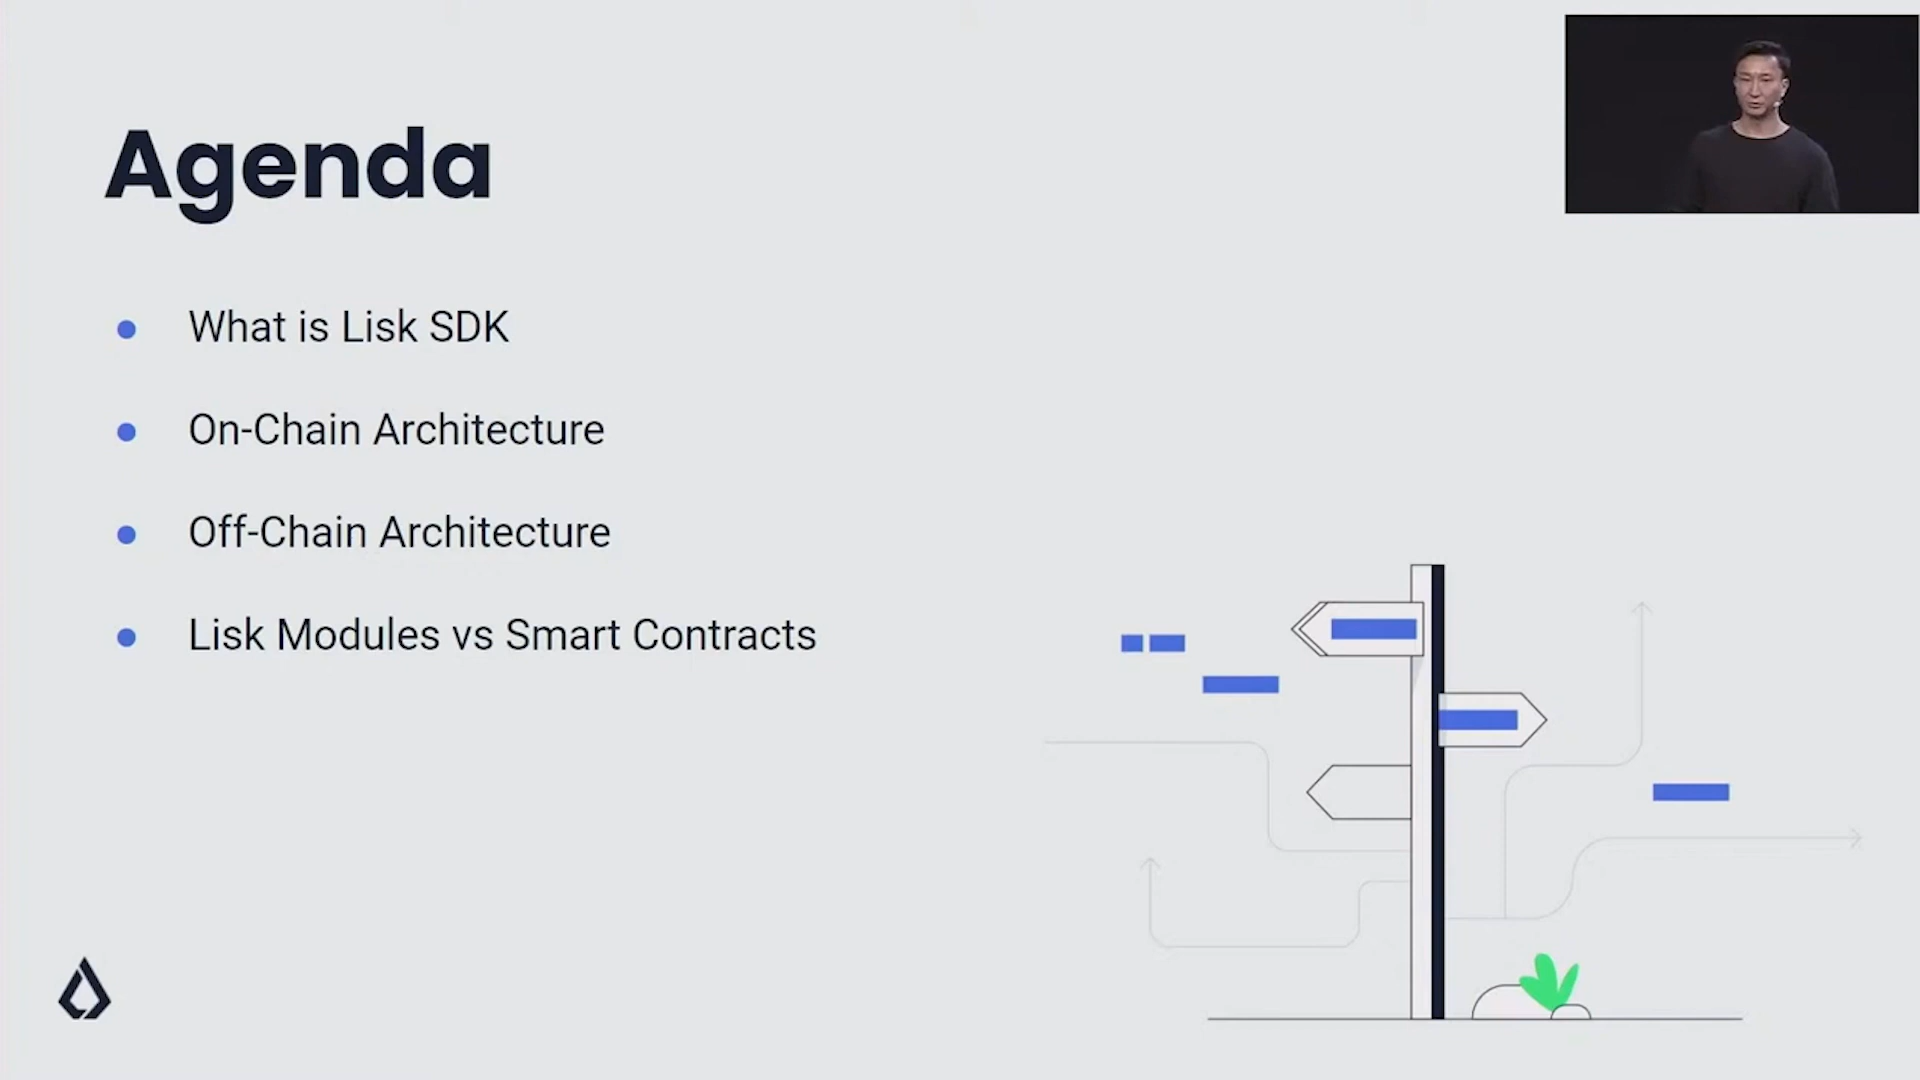 Agenda
What is Lisk SDK
On-Chain Architecture
Off-Chain Architecture
Lisk Modules vs Smart Contracts